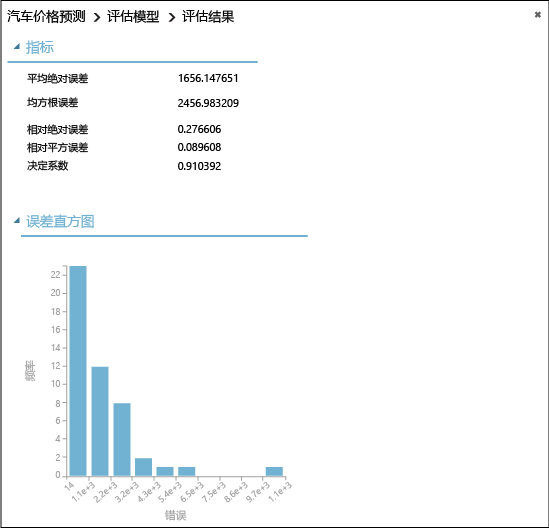 汽车价格预测 > 评估模型 > 评估结果
指标
平均绝对误差 1656.147651
均方根误差 2456.983209
相对绝对误差 0.276606
相对平方误差 0.089608
决定系数 0.910392
误差直方图
22
20
18
16
14
12
10
8
6
4
2
0
频率
14 1.1e+3 2.2e+3 3.2e+3 4.3e+3 5.4e+3 6.5e+3 7.5e+3 8.6e+3 9.7e+3 1.1e+3
错误